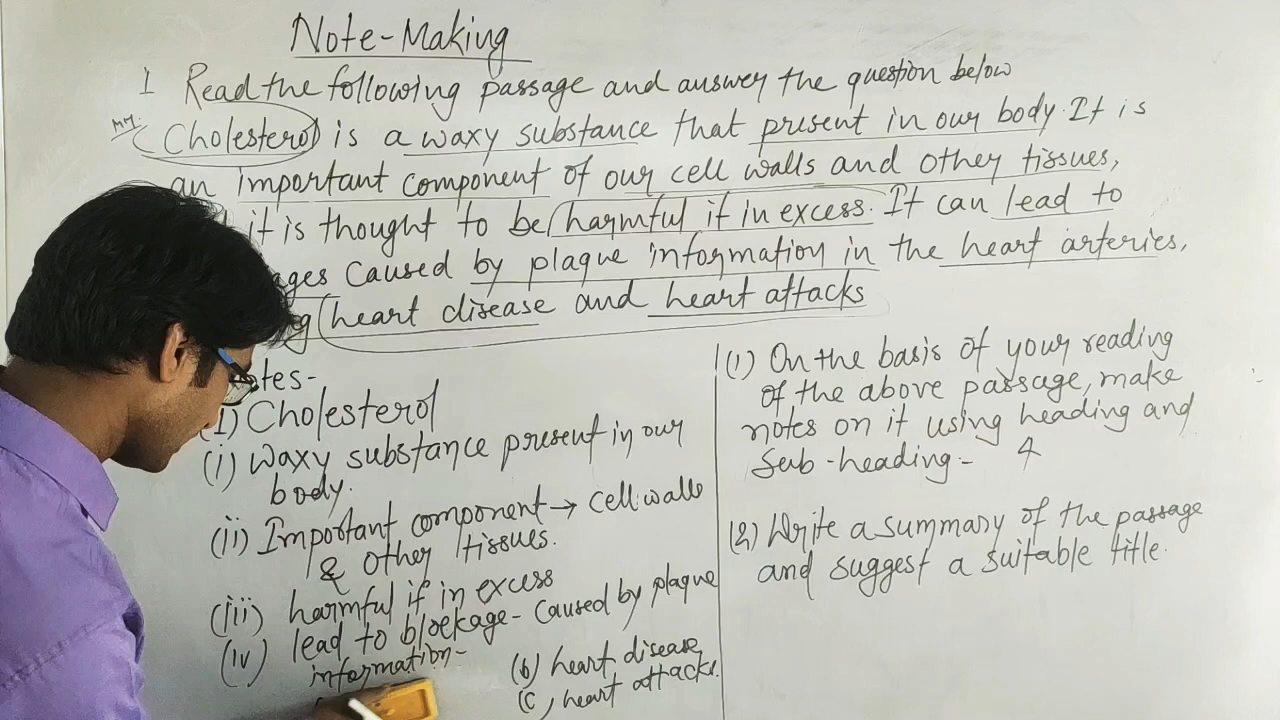 Note-Making
1 Read the following passage and answer the question below
Cholesterol is a waxy substance that present in our body. It is
an important component of our cell walls and other tissues,
it is thought to be harmful if in excess. It can lead to
ges caused by plaque information in the heart arteries,
g heart disease and heart attacks
tes-
(1) Cholesterol
(i) Waxy substance present in our
body.
(ii) Important component → cell walls
& other tissues.
(iii) harmful if in excess
(iv) lead to blockage - caused by plaque
information-
(b) heart disease
(c) heart attacks.
(1) On the basis of your reading
of the above passage, make
notes on it using heading and
Sub-heading- 4
(2) Write a summary of the passage
and suggest a suitable title.